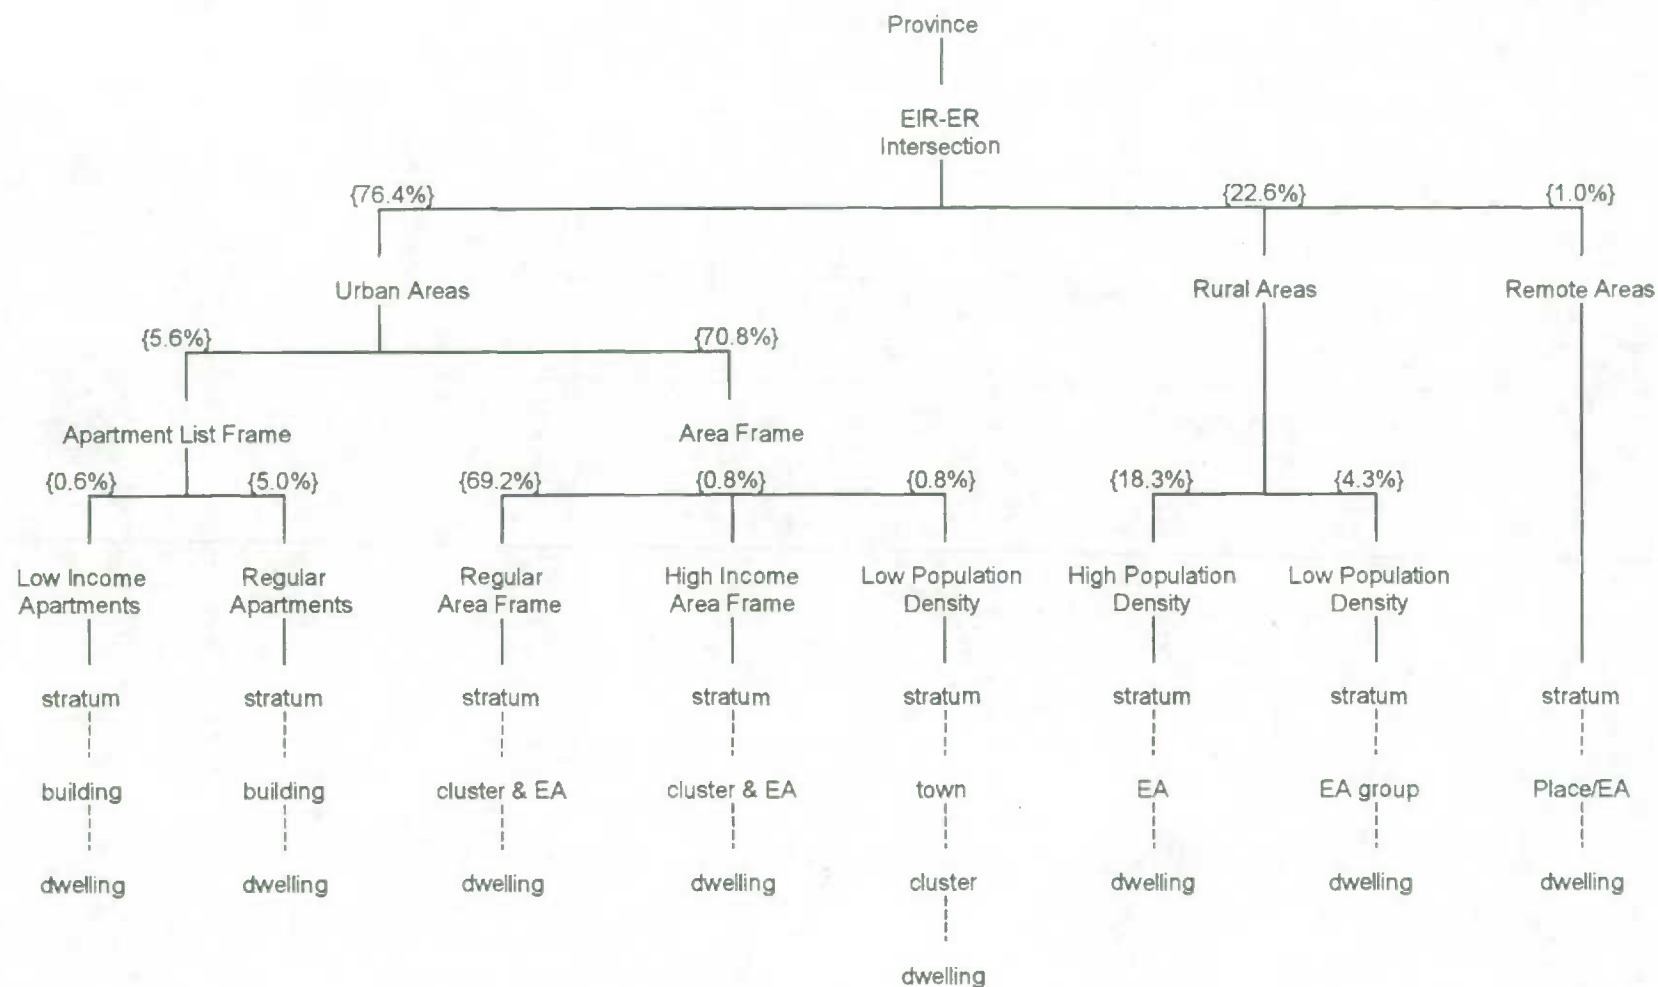 Province
EIR-ER
Intersection
{76.4%} {22.6%} {1.0%}
Urban Areas Rural Areas Remote Areas
{5.6%} {70.8%}
Apartment List Frame Area Frame
{0.6%} {5.0%} {69.2%} {0.8%} {0.8%} {18.3%} {4.3%}
Low Income Regular Regular High Income Low Population High Population Low Population
Apartments Apartments Area Frame Area Frame Density Density Density
stratum stratum stratum stratum stratum stratum stratum stratum
building building cluster & EA cluster & EA town EA EA group Place/EA
dwelling dwelling dwelling dwelling cluster dwelling dwelling dwelling
dwelling